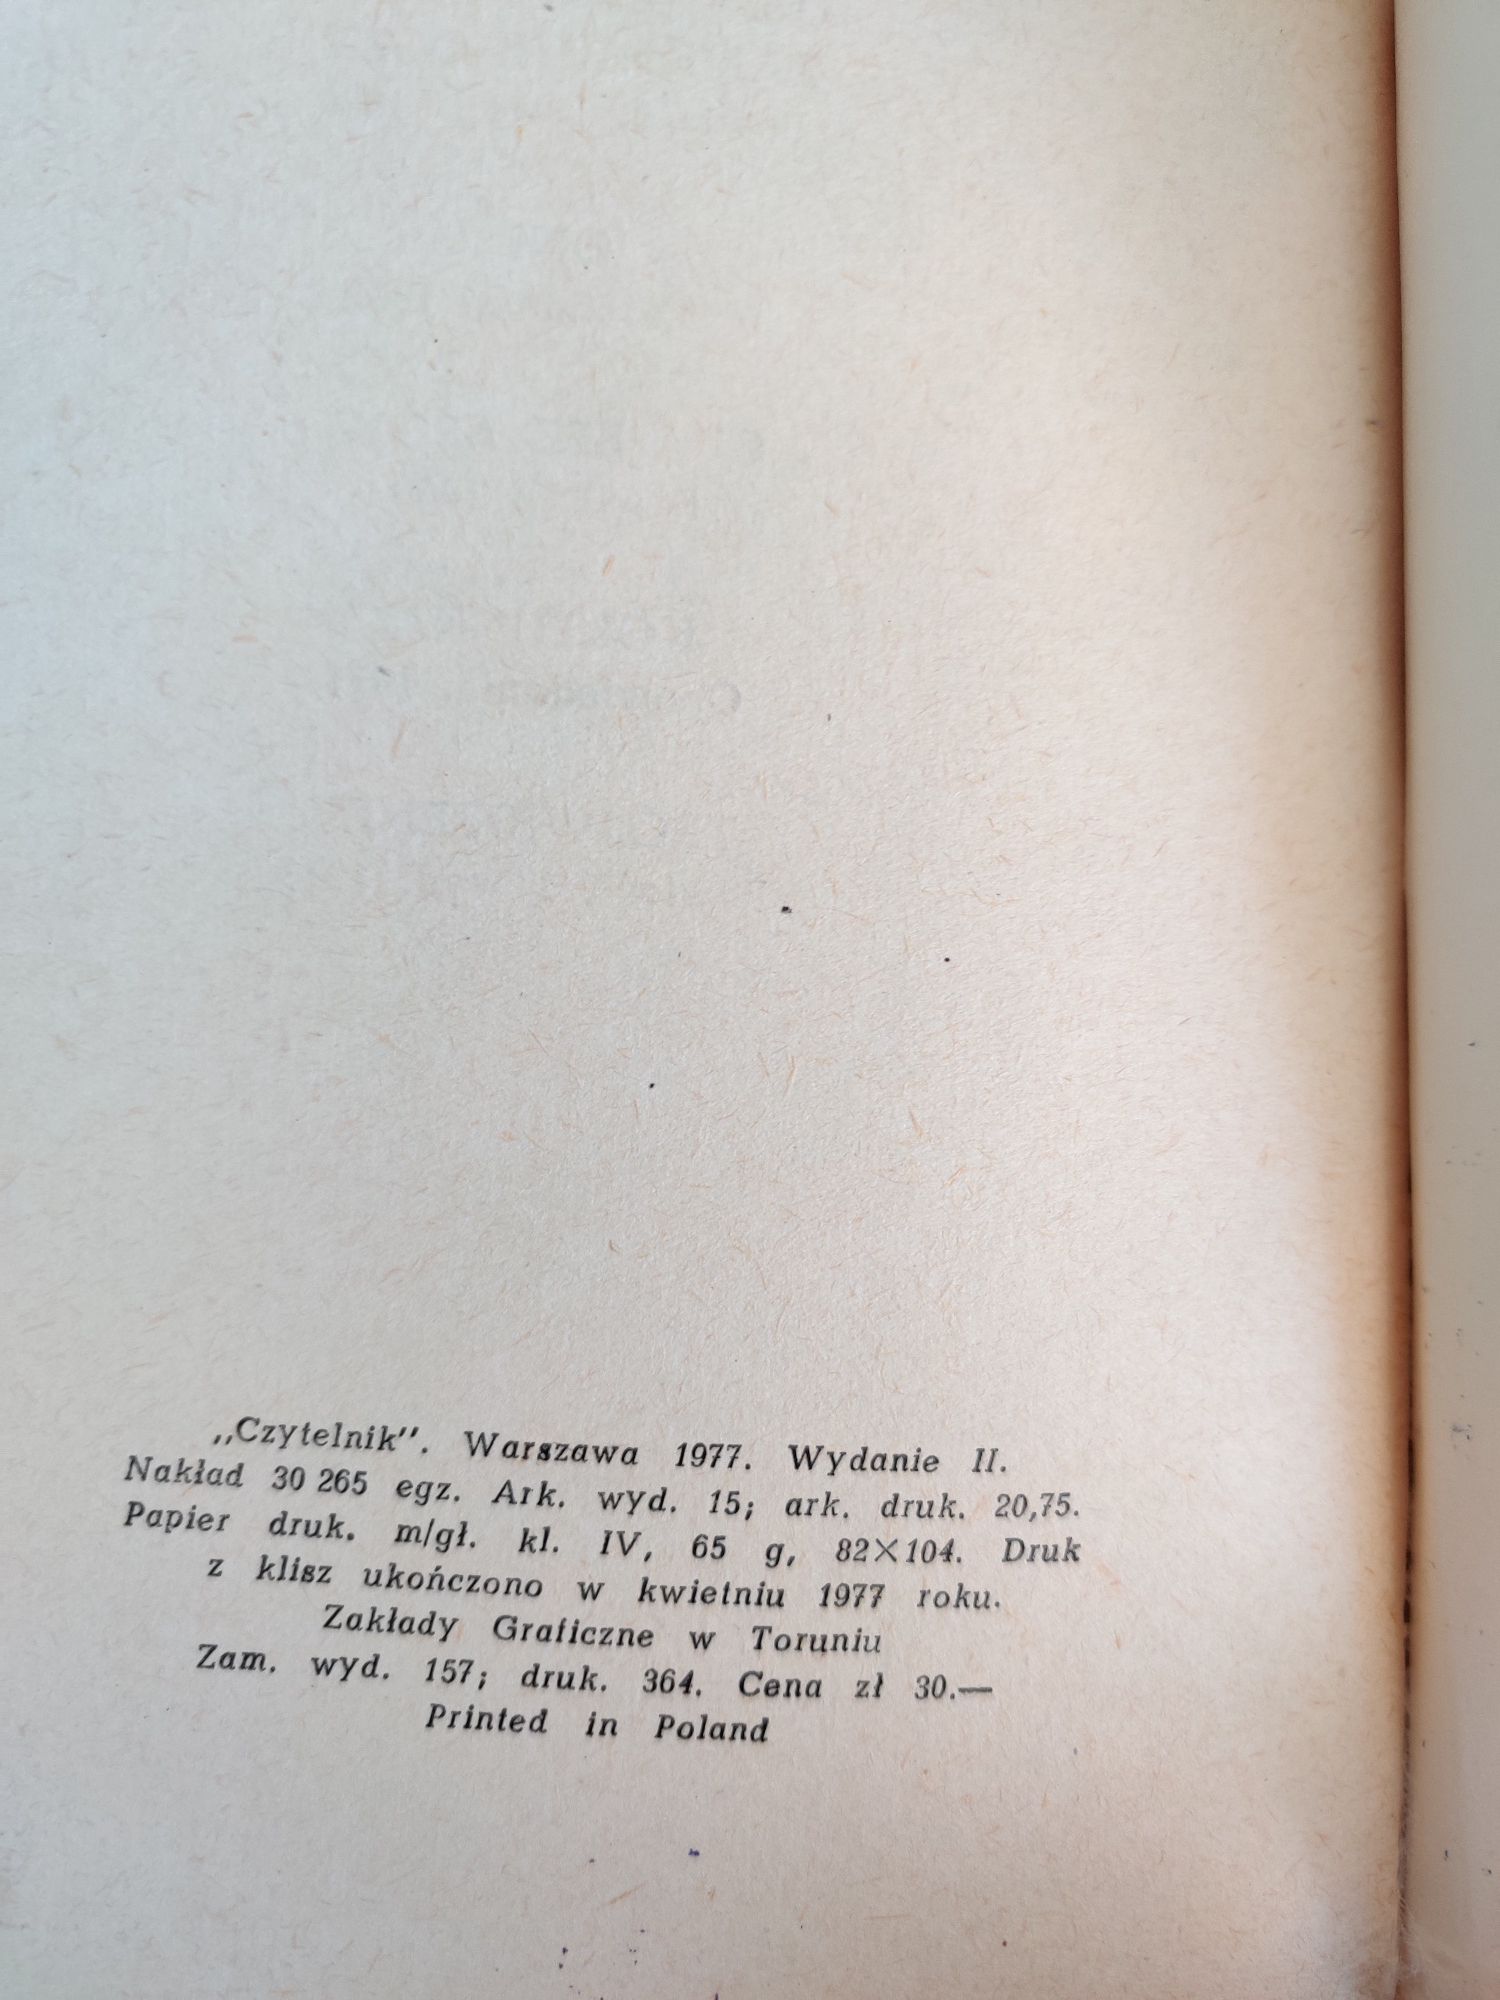 „Czytelnik”. Warszawa 1977. Wydanie II.
Nakład 30 265 egz. Ark. wyd. 15; ark. druk. 20,75.
Papier druk. m/gł. kl. IV, 65 g, 82×104. Druk
z klisz ukończono w kwietniu 1977 roku.
Zakłady Graficzne w Toruniu
Zam. wyd. 157; druk. 364. Cena zł 30.—
Printed in Poland